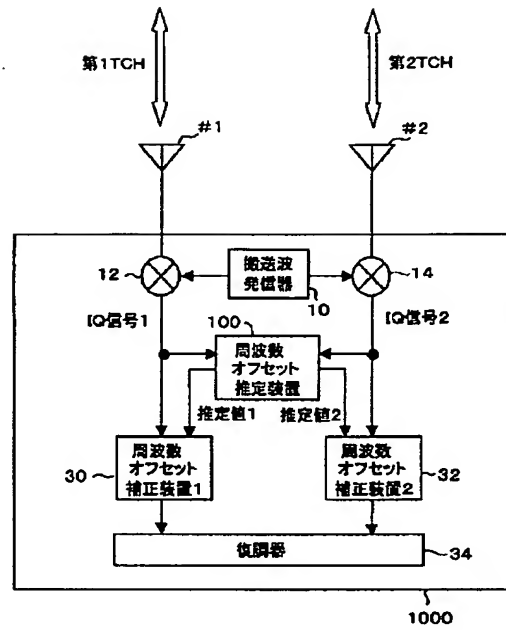 第1TCH
第2TCH
#1
#2
12
搬送波
発信器
14
10
IQ信号1
IQ信号2
100
周波数
オフセット
推定装置
推定値1
推定値2
30
周波数
オフセット
補正装置1
周波数
オフセット
補正装置2
32
復調器
34
1000